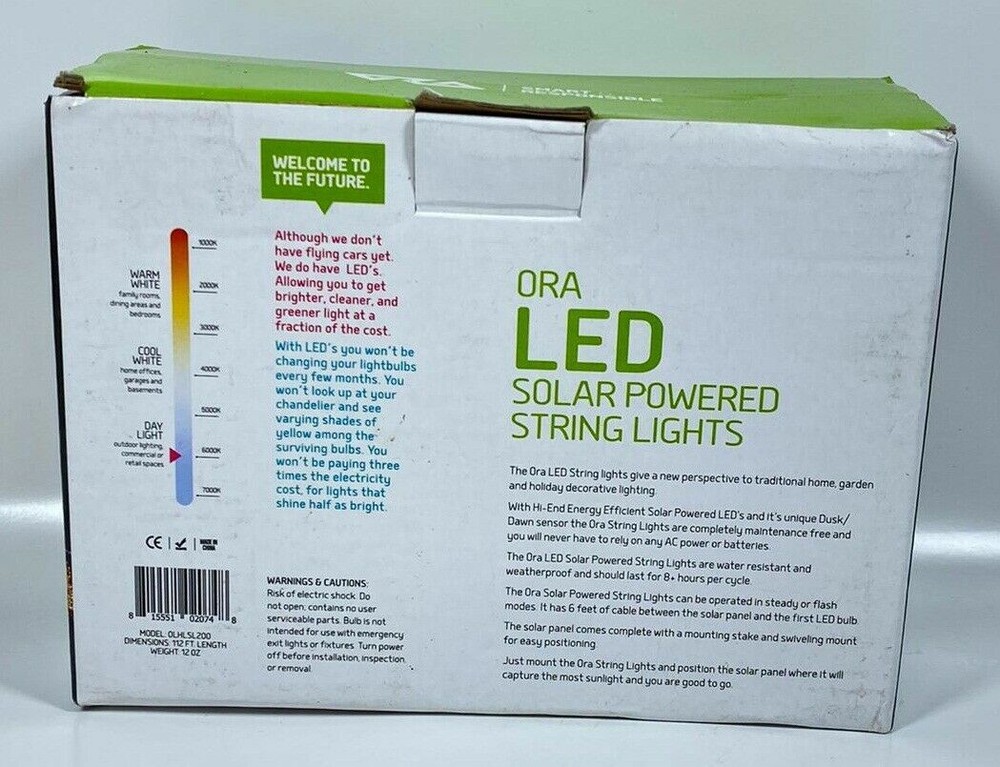 ORA | SMART. RESPONSIBLE
WELCOME TO
THE FUTURE.
1000K
2000K
3000K
4000K
5000K
6000K
7000K
WARM
WHITE
family rooms,
dining areas and
bedrooms
COOL
WHITE
home offices,
garages and
basements
DAY
LIGHT
outdoor lighting,
commercial or
retail spaces
Although we don't
have flying cars yet.
We do have LED's.
Allowing you to get
brighter, cleaner, and
greener light at a
fraction of the cost.
With LED's you won't be
changing your lightbulbs
every few months. You
won't look up at your
chandelier and see
varying shades of
yellow among the
surviving bulbs. You
won't be paying three
times the electricity
cost, for lights that
shine half as bright.
CE | MADE IN
CHINA
8 15551 02074 8
MODEL: OLHLSL200
DIMENSIONS: 112 FT. LENGTH
WEIGHT: 12 OZ
WARNINGS & CAUTIONS:
Risk of electric shock. Do
not open; contains no user
serviceable parts. Bulb is not
intended for use with emergency
exit lights or fixtures. Turn power
off before installation, inspection,
or removal.
ORA
LED
SOLAR POWERED
STRING LIGHTS
The Ora LED String lights give a new perspective to traditional home, garden
and holiday decorative lighting.
With Hi-End Energy Efficient Solar Powered LED's and it's unique Dusk/
Dawn sensor the Ora String Lights are completely maintenance free and
you will never have to rely on any AC power or batteries.
The Ora LED Solar Powered String Lights are water resistant and
weatherproof and should last for 8+ hours per cycle.
The Ora Solar Powered String Lights can be operated in steady or flash
modes. It has 6 feet of cable between the solar panel and the first LED bulb.
The solar panel comes complete with a mounting stake and swiveling mount
for easy positioning.
Just mount the Ora String Lights and position the solar panel where it will
capture the most sunlight and you are good to go.